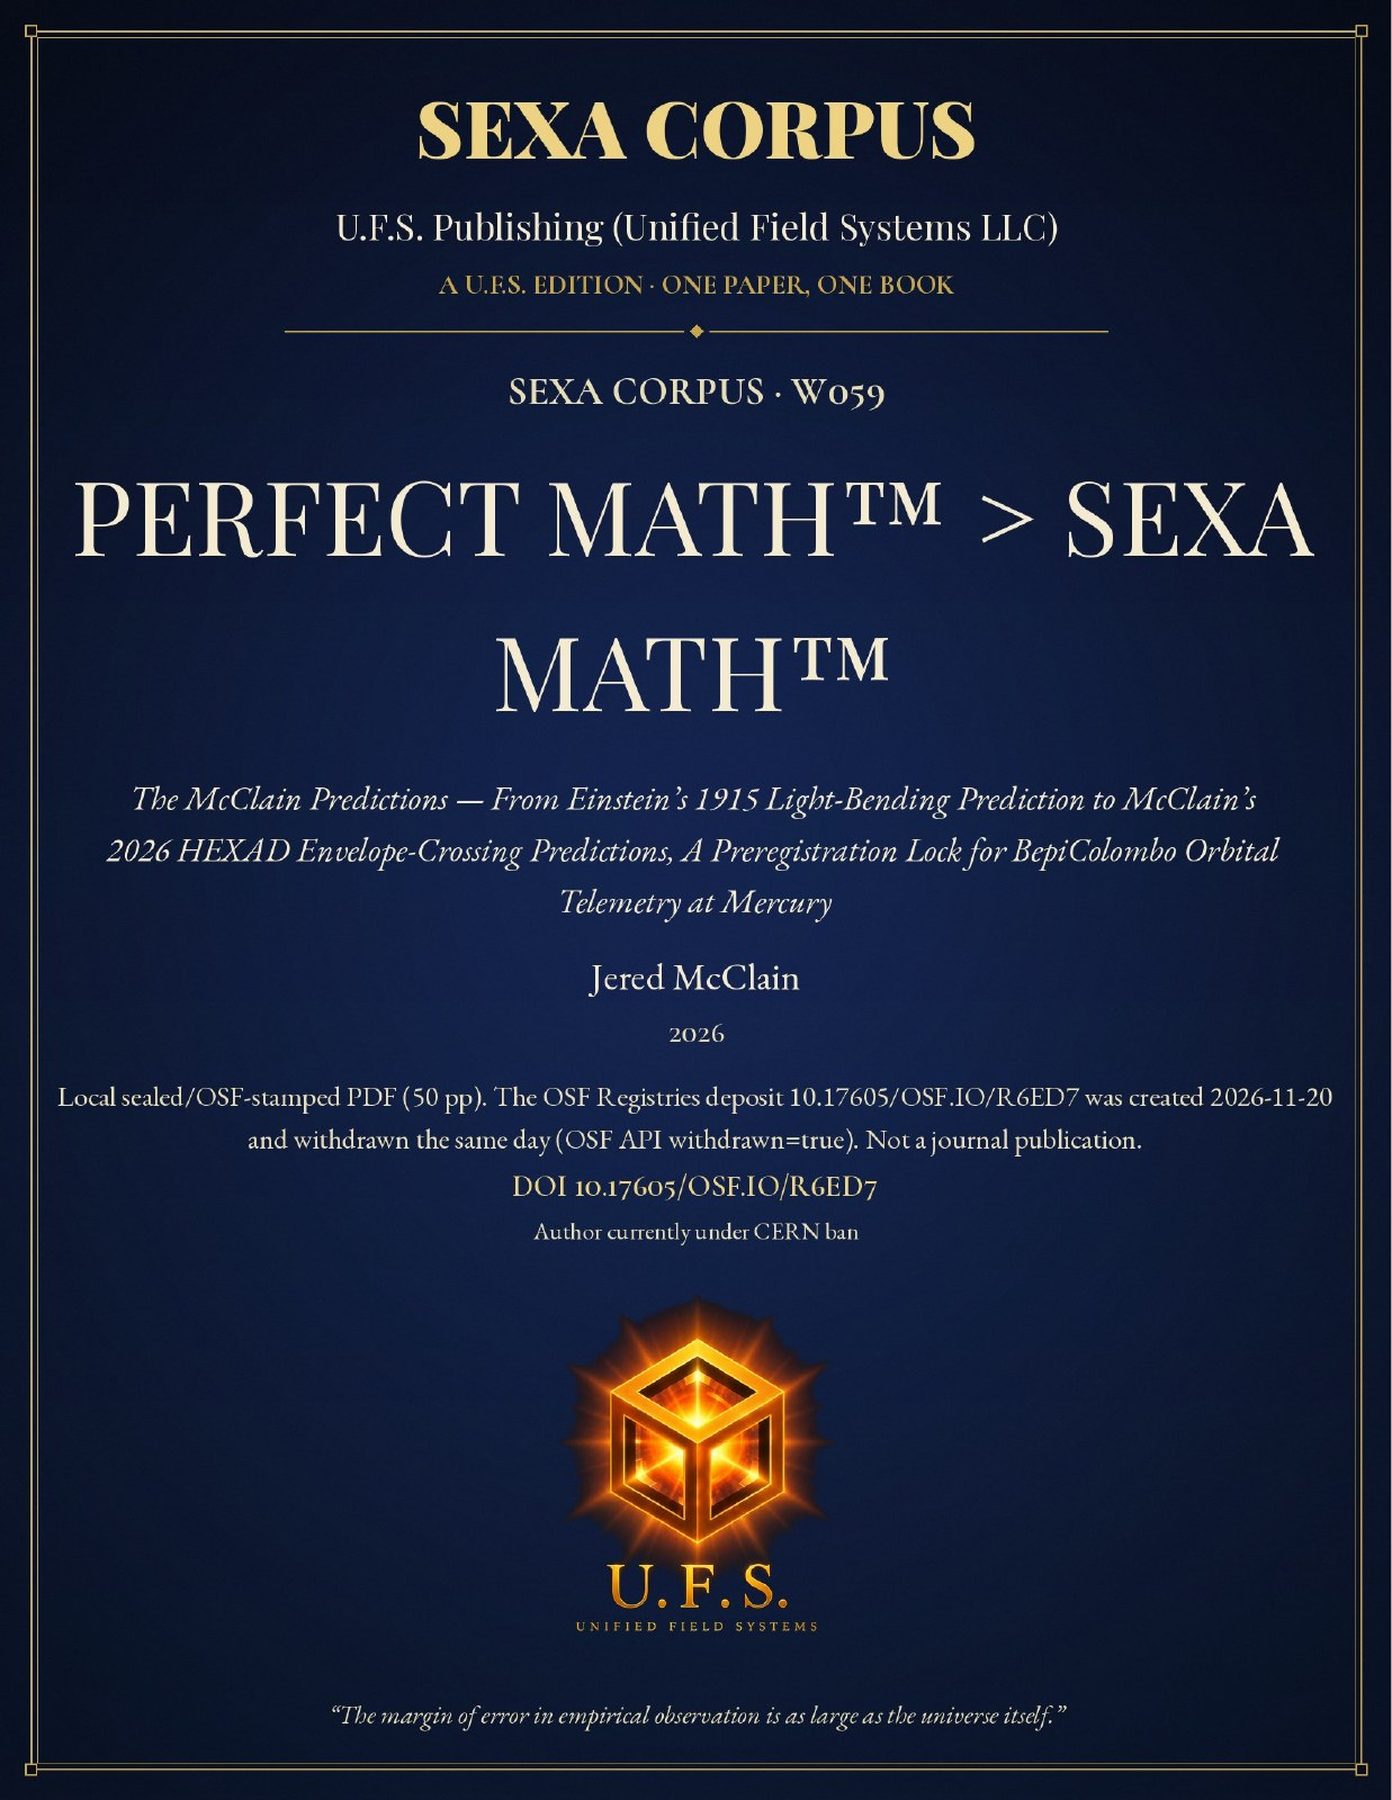 SEXA CORPUS
U.F.S. Publishing (Unified Field Systems LLC)
A U.F.S. EDITION · ONE PAPER, ONE BOOK
SEXA CORPUS · W059
PERFECT MATH™ > SEXA
MATH™
The McClain Predictions — From Einstein’s 1915 Light-Bending Prediction to McClain’s
2026 HEXAD Envelope-Crossing Predictions, A Preregistration Lock for BepiColombo Orbital
Telemetry at Mercury
Jered McClain
2026
Local sealed/OSF-stamped PDF (50 pp). The OSF Registries deposit 10.17605/OSF.IO/R6ED7 was created 2026-11-20
and withdrawn the same day (OSF API withdrawn=true). Not a journal publication.
DOI 10.17605/OSF.IO/R6ED7
Author currently under CERN ban
U.F.S.
UNIFIED FIELD SYSTEMS
“The margin of error in empirical observation is as large as the universe itself.”